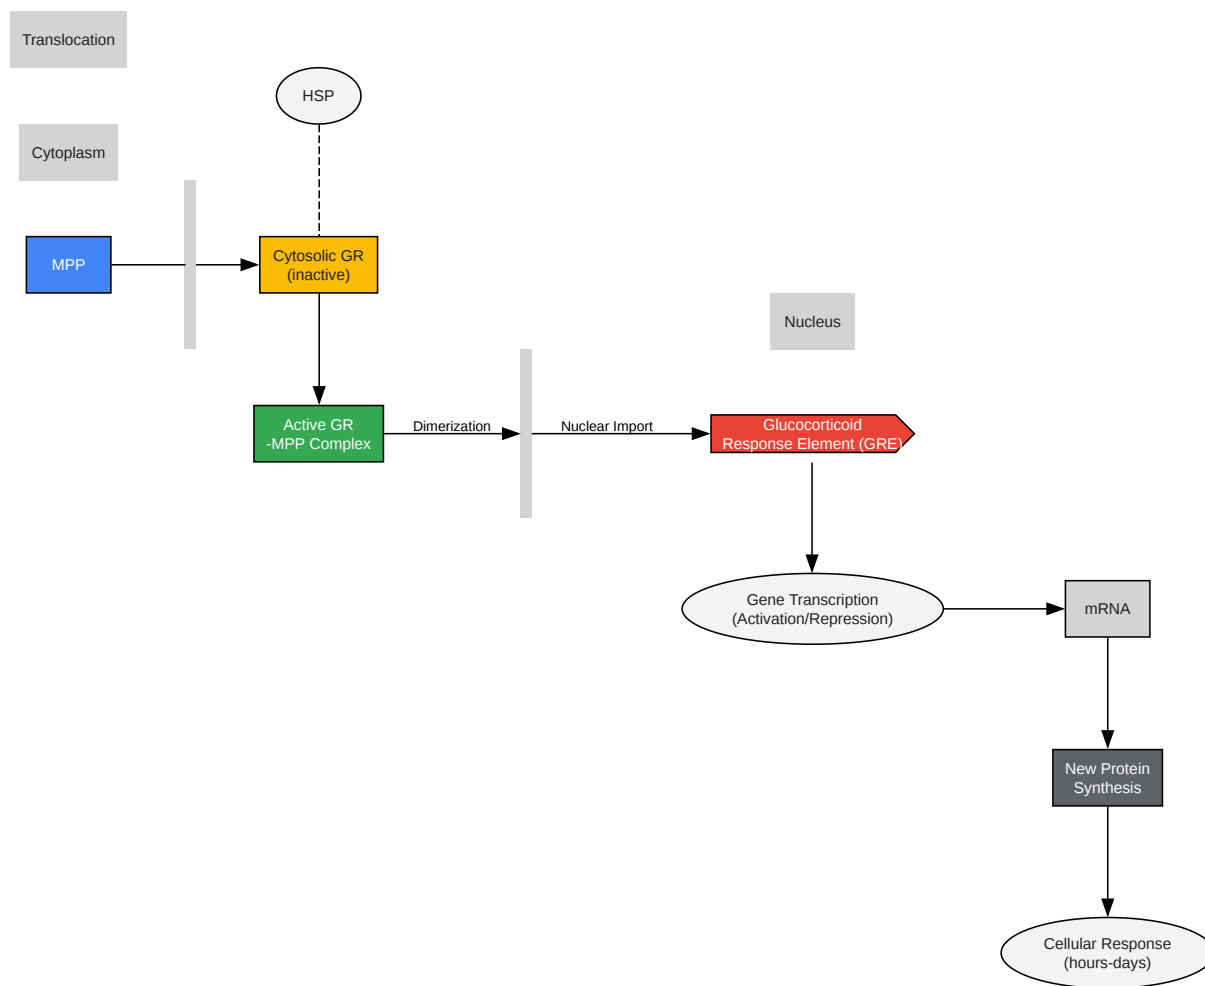 Translocation
HSP
Cytoplasm
MPP
Cytosolic GR
(inactive)
Nucleus
Active GR
-MPP Complex
Dimerization
Nuclear Import
Glucocorticoid
Response Element (GRE)
Gene Transcription
(Activation/Repression)
mRNA
New Protein
Synthesis
Cellular Response
(hours-days)